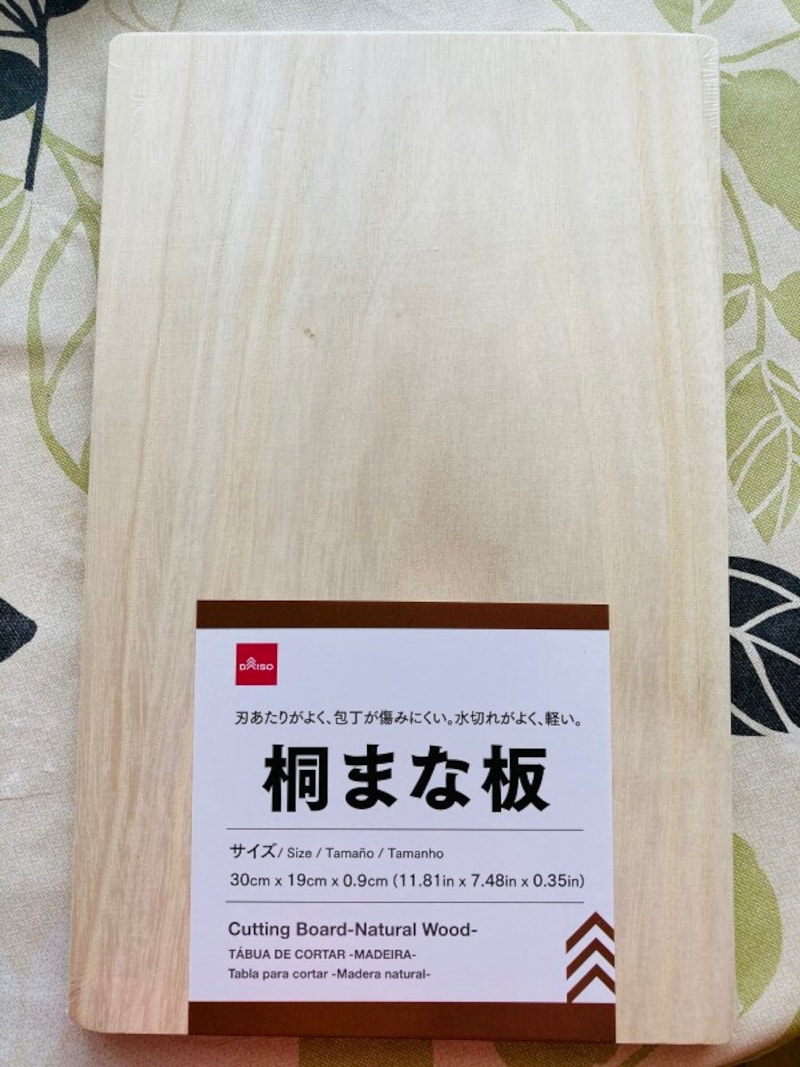 DAISO
刃あたりがよく、包丁が傷みにくい。水切れがよく、軽い。
桐まな板
サイズ/ Size / Tamaño / Tamanho
30cm x 19cm x 0.9cm (11.81in x 7.48in x 0.35in)
Cutting Board-Natural Wood-
TÁBUA DE CORTAR -MADEIRA-
Tabla para cortar -Madera natural-